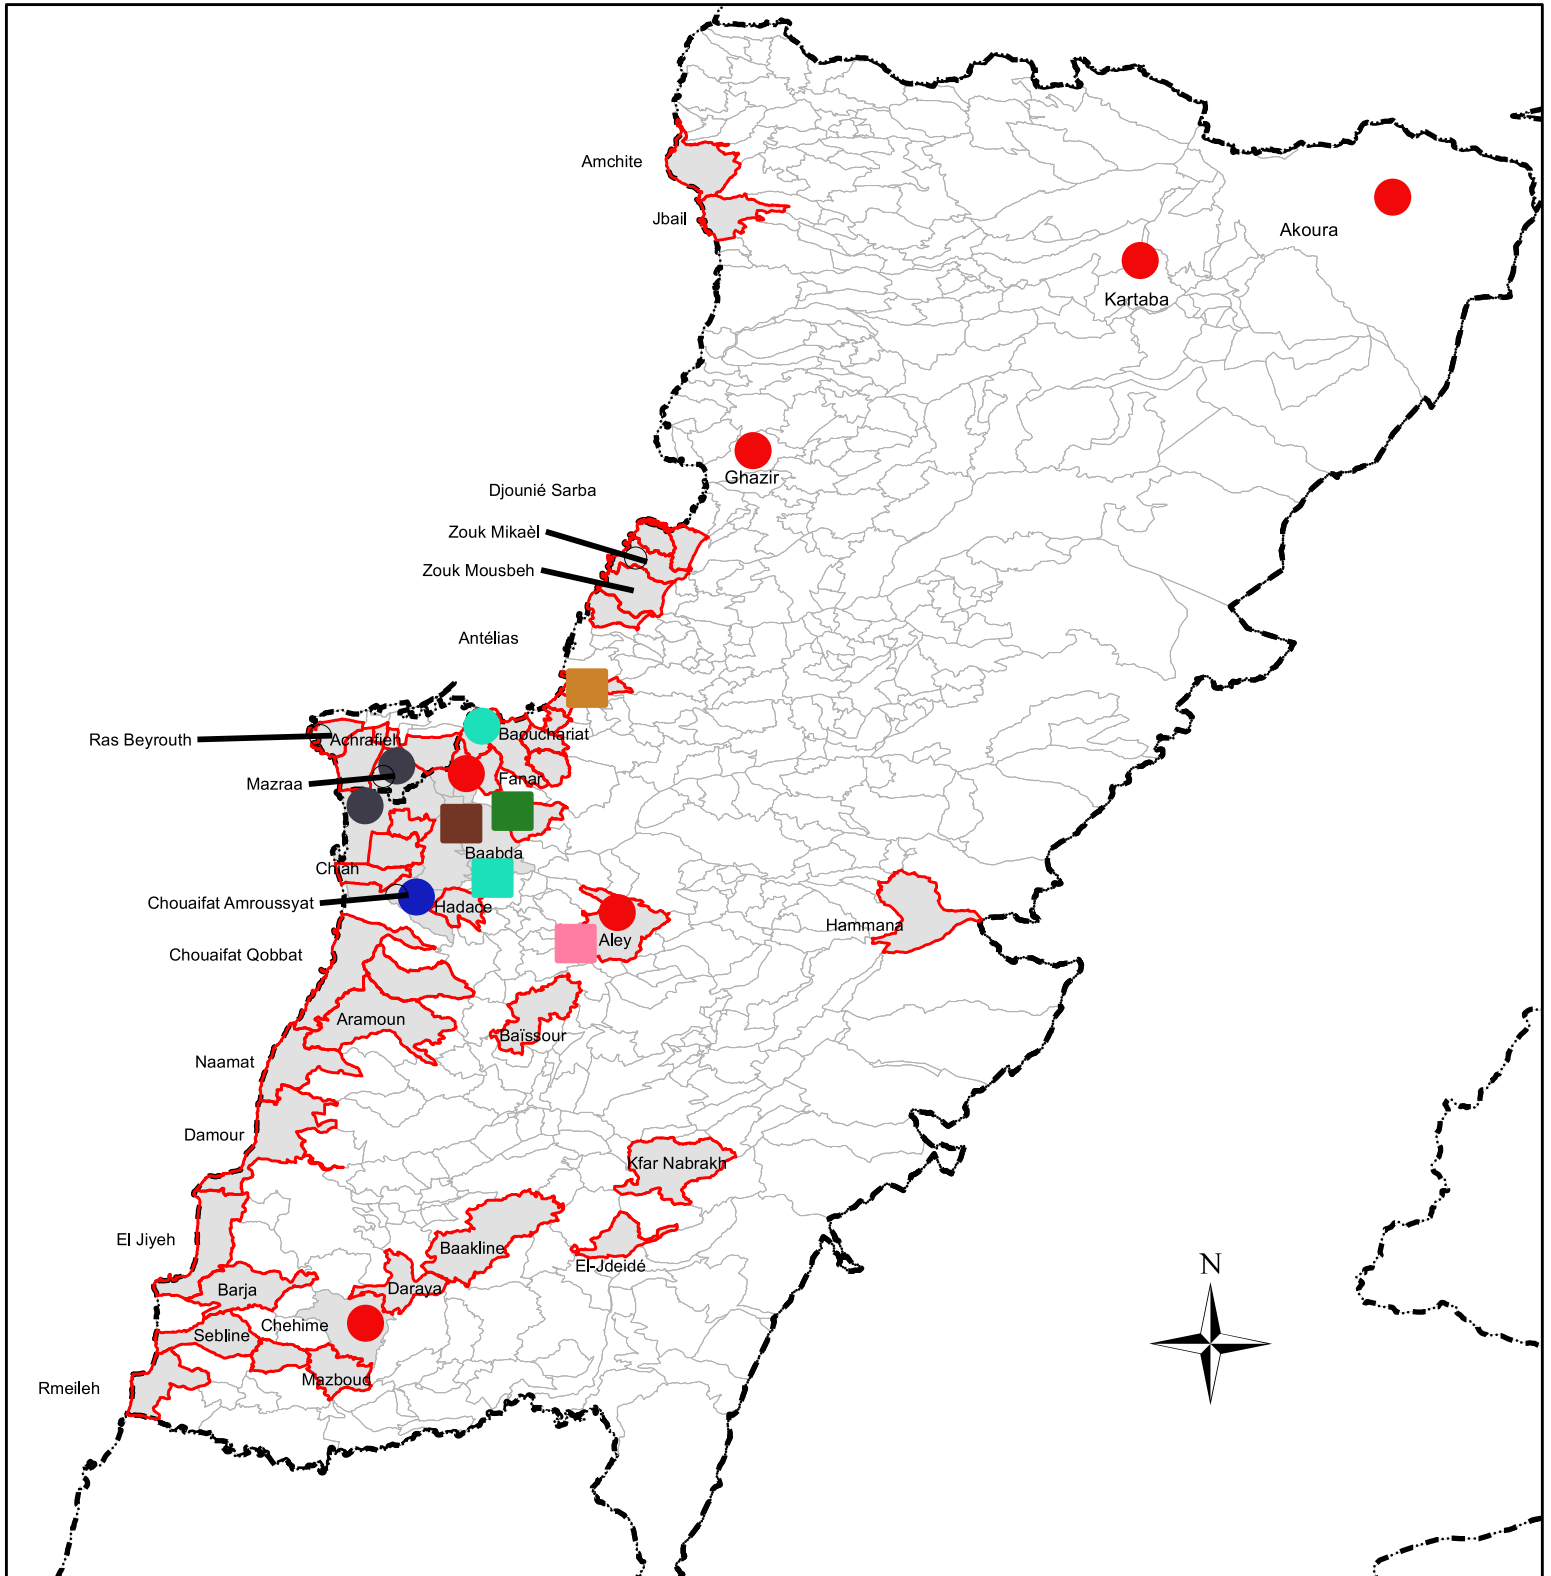 Amchite
Jbail
Akoura
Kartaba
Ghazir
Djounié Sarba
Zouk Mikaèl
Zouk Mousbeh
Antélias
Ras Beyrouth
Achrafieh
Baouchariat
Mazraa
Fanar
Baabda
Chiah
Chouaifat Amroussyat
Hadace
Hammana
Aley
Chouaifat Qobbat
Aramoun
Baïssour
Naamat
Damour
Kfar Nabrakh
El Jiyeh
Baakline
El-Jdeidé
Barja
Daraya
Chehime
Sebline
Mazboud
Rmeileh
N